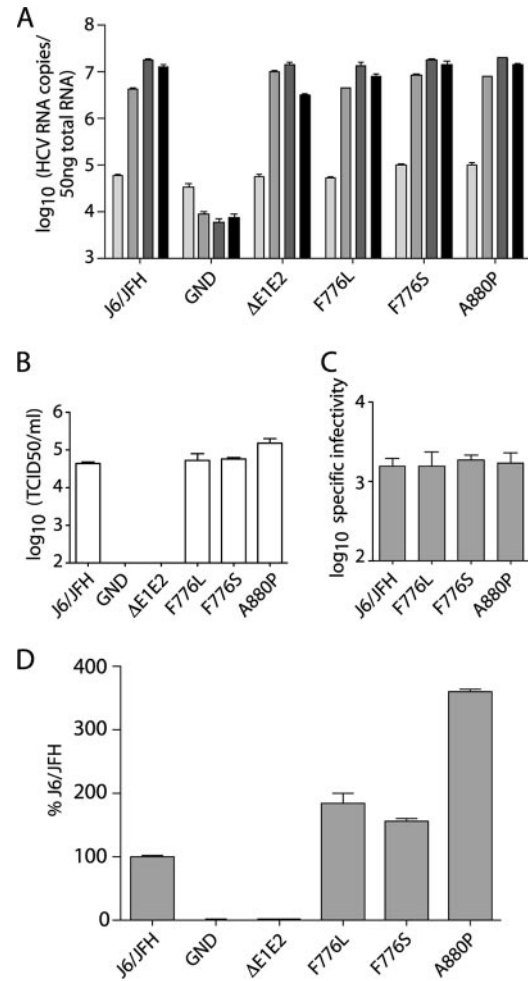 A
log10 (HCV RNA copies/
50ng total RNA)
8
7
6
5
4
3
J6/JFH
GND
ΔE1E2
F776L
F776S
A880P
B
log10 (TCID50/ml)
6
5
4
3
2
J6/JFH
GND
ΔE1E2
F776L
F776S
A880P
C
log10 specific infectivity
4
3
2
J6/JFH
F776L
F776S
A880P
D
% J6/JFH
400
300
200
100
0
J6/JFH
GND
ΔE1E2
F776L
F776S
A880P